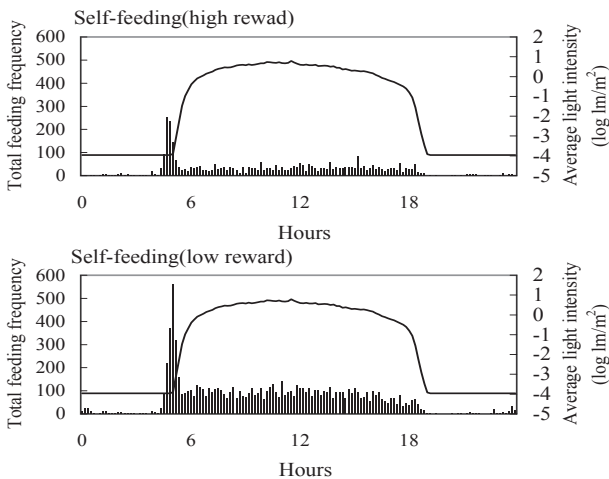 Self-feeding(high rewad)
600
500
400
300
200
100
0
Total feeding frequency
2
1
0
-1
-2
-3
-4
-5
Average light intensity
(log lm/m²)
0 6 12 18
Hours
Self-feeding(low reward)
600
500
400
300
200
100
0
Total feeding frequency
2
1
0
-1
-2
-3
-4
-5
Average light intensity
(log lm/m²)
0 6 12 18
Hours